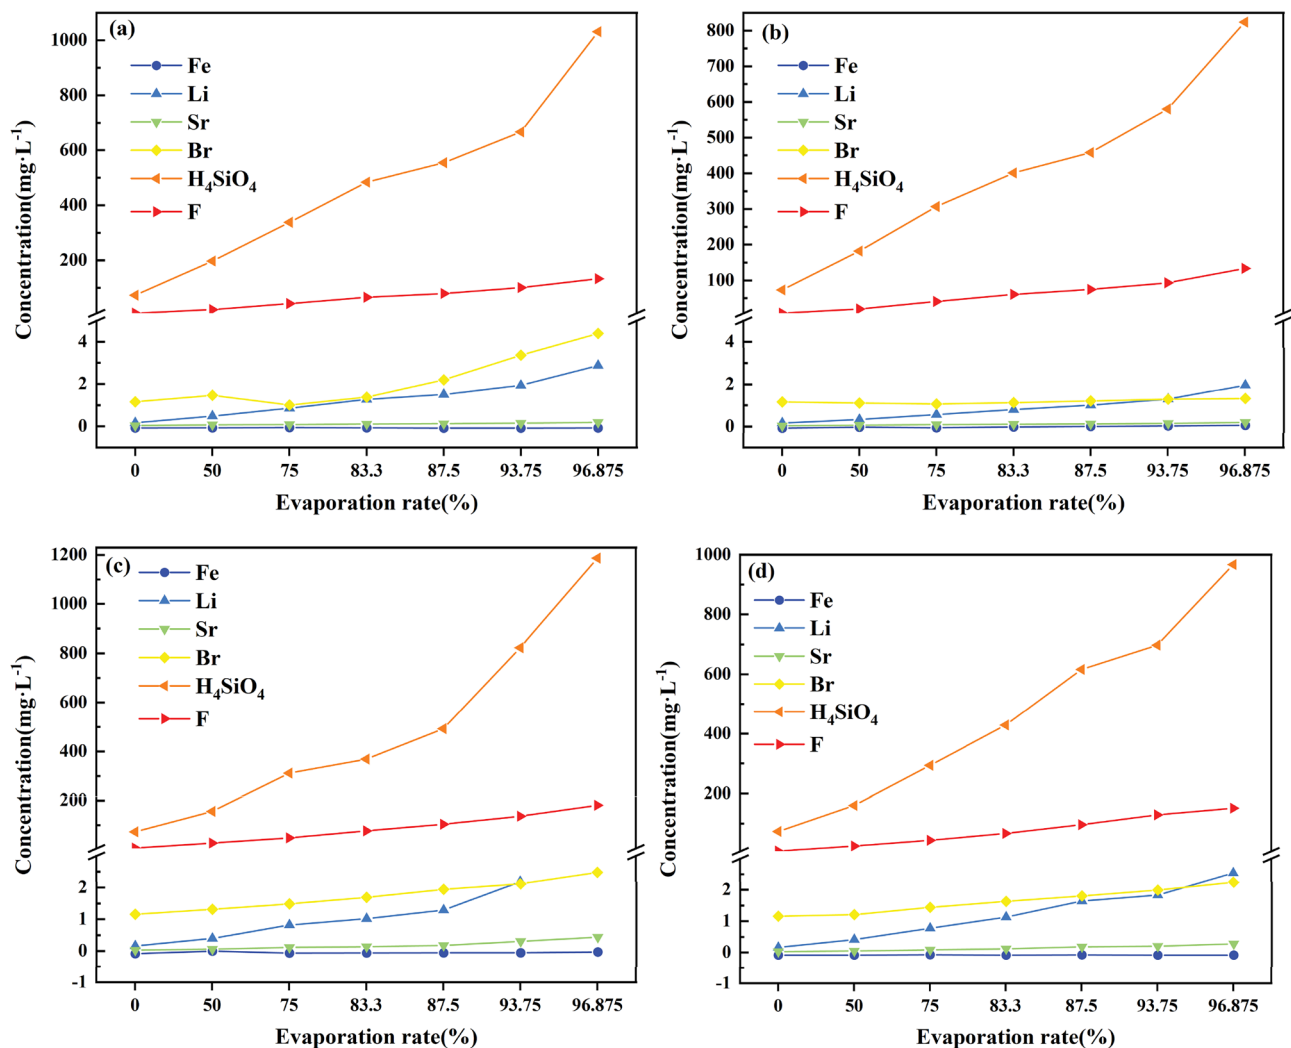 (a)
Fe
Li
Sr
Br
H₄SiO₄
F
1000
800
600
400
200
4
2
0
Concentration(mg·L⁻¹)
0 50 75 83.3 87.5 93.75 96.875
Evaporation rate(%)
(b)
Fe
Li
Sr
Br
H₄SiO₄
F
800
700
600
500
400
300
200
100
4
2
0
Concentration(mg·L⁻¹)
0 50 75 83.3 87.5 93.75 96.875
Evaporation rate(%)
(c)
Fe
Li
Sr
Br
H₄SiO₄
F
1200
1000
800
600
400
200
2
1
0
-1
Concentration(mg·L⁻¹)
0 50 75 83.3 87.5 93.75 96.875
Evaporation rate(%)
(d)
Fe
Li
Sr
Br
H₄SiO₄
F
1000
800
600
400
200
2
1
0
-1
Concentration(mg·L⁻¹)
0 50 75 83.3 87.5 93.75 96.875
Evaporation rate(%)